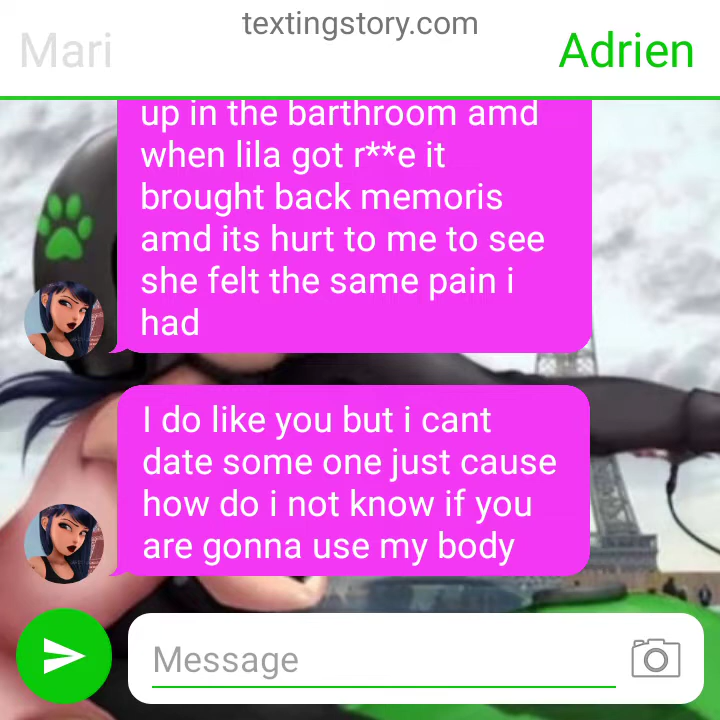 textingstory.com
Mari
Adrien
up in the barthroom amd
when lila got r**e it
brought back memoris
amd its hurt to me to see
she felt the same pain i
had
I do like you but i cant
date some one just cause
how do i not know if you
are gonna use my body
Message